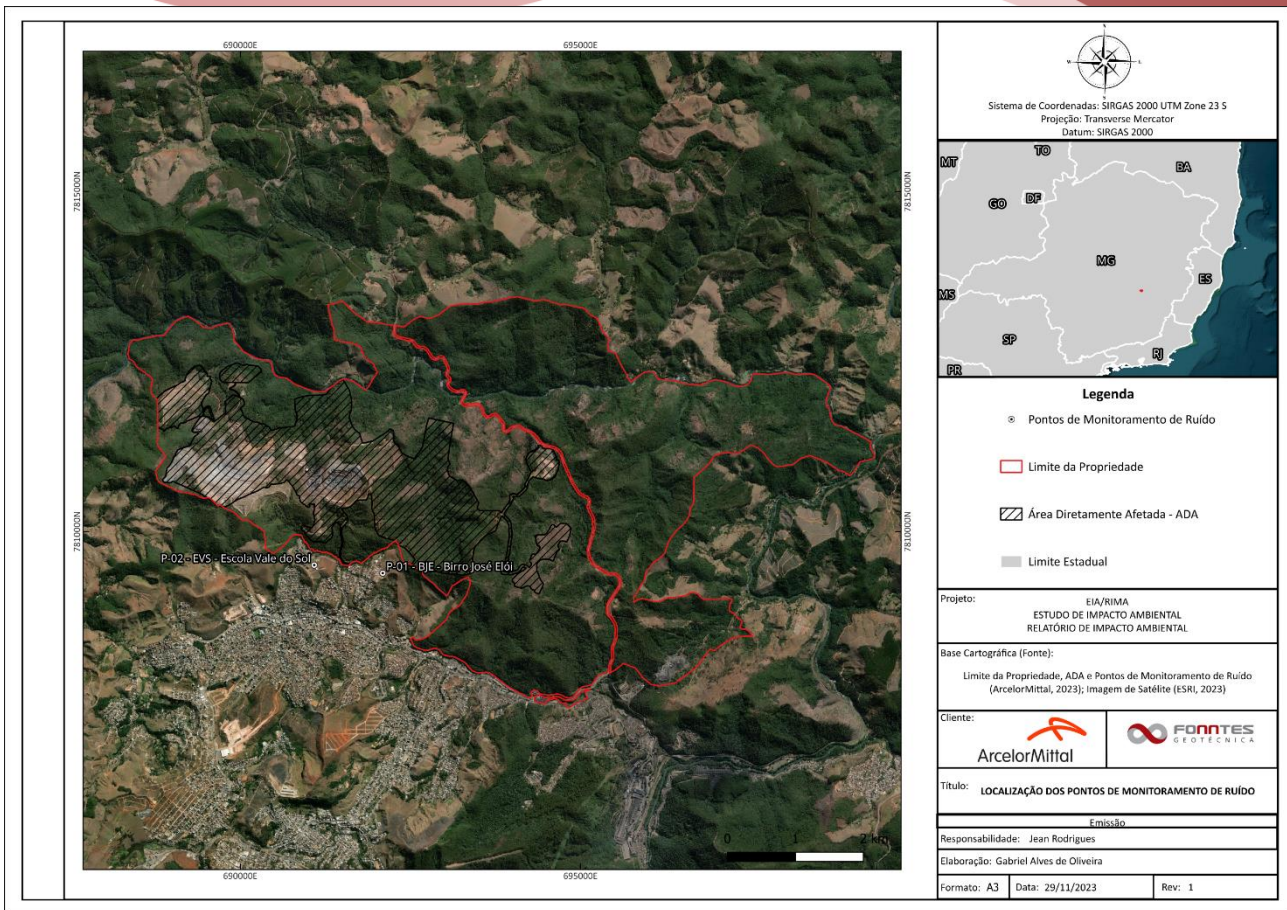 690000E
695000E
7815000N
7815000N
7810000N
7810000N
P-02 - EVS - Escola Vale do Sol
P-01 - BJE - Birro José Elói
0 1 2 km
690000E
695000E
N
W
L
S
Sistema de Coordenadas: SIRGAS 2000 UTM Zone 23 S
Projeção: Transverse Mercator
Datum: SIRGAS 2000
MT
TO
BA
GO
DF
MG
ES
MS
SP
RJ
PR
Legenda
Pontos de Monitoramento de Ruído
Limite da Propriedade
Área Diretamente Afetada - ADA
Limite Estadual
Projeto:
EIA/RIMA
ESTUDO DE IMPACTO AMBIENTAL
RELATÓRIO DE IMPACTO AMBIENTAL
Base Cartográfica (Fonte):
Limite da Propriedade, ADA e Pontos de Monitoramento de Ruído
(ArcelorMittal, 2023); Imagem de Satélite (ESRI, 2023)
Cliente:
ArcelorMittal
FONNTES
GEOTÉCNICA
Título: LOCALIZAÇÃO DOS PONTOS DE MONITORAMENTO DE RUÍDO
Emissão
Responsabilidade: Jean Rodrigues
Elaboração: Gabriel Alves de Oliveira
Formato: A3 Data: 29/11/2023 Rev: 1